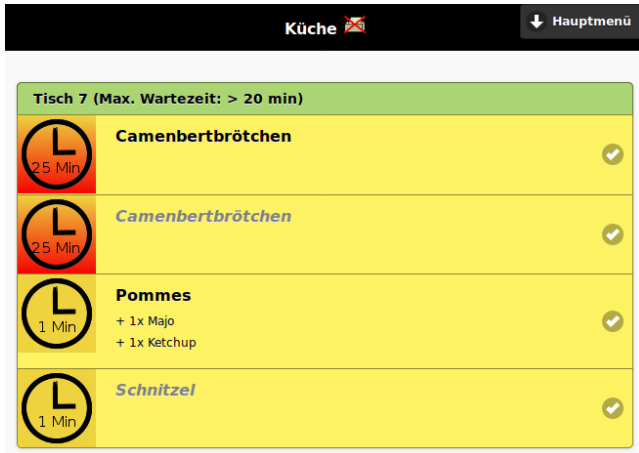 Küche
Hauptmenü
Tisch 7 (Max. Wartezeit: > 20 min)
25 Min
Camenbertbrötchen
25 Min
Camenbertbrötchen
1 Min
Pommes
+ 1x Majo
+ 1x Ketchup
1 Min
Schnitzel